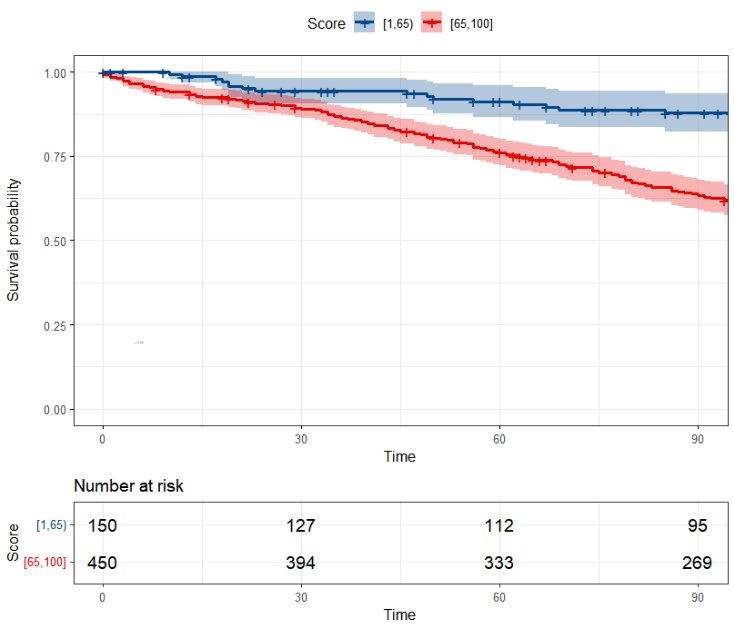 Score [1,65) [65,100]
1.00
0.75
0.50
0.25
0.00
Survival probability
0 30 60 90
Time
Number at risk
Score
[1,65) 150 127 112 95
[65,100] 450 394 333 269
0 30 60 90
Time